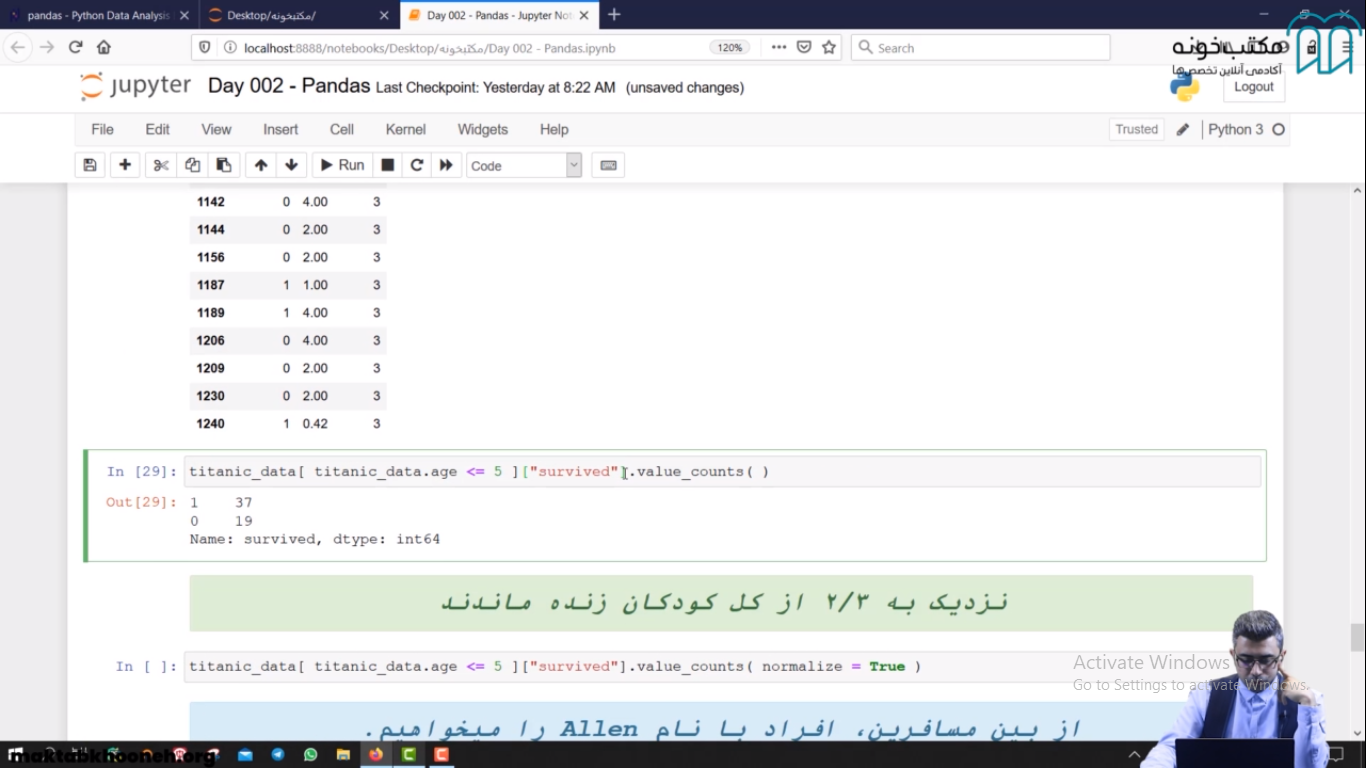 pandas - Python Data Analysis
Desktop/مکتبخونه/
Day 002 - Pandas - Jupyter Not
localhost:8888/notebooks/Desktop/مکتبخونه/Day 002 - Pandas.ipynb
120%
Search
مکتب‌خونه
آکادمی آنلاین تخصص‌ها
jupyter
Day 002 - Pandas Last Checkpoint: Yesterday at 8:22 AM (unsaved changes)
Logout
File Edit View Insert Cell Kernel Widgets Help
Trusted
Python 3
Run
Code
1142 0 4.00 3
1144 0 2.00 3
1156 0 2.00 3
1187 1 1.00 3
1189 1 4.00 3
1206 0 4.00 3
1209 0 2.00 3
1230 0 2.00 3
1240 1 0.42 3
In [29]: titanic_data[ titanic_data.age <= 5 ]["survived"].value_counts( )
Out[29]: 1 37
0 19
Name: survived, dtype: int64
نزدیک به ۲/۳ از کل کودکان زنده ماندند
In [ ]: titanic_data[ titanic_data.age <= 5 ]["survived"].value_counts( normalize = True )
Activate Windows
Go to Settings to activate Windows.
از بین مسافرین، افراد با نام Allen را میخواهیم.
maktabkhooneh.org